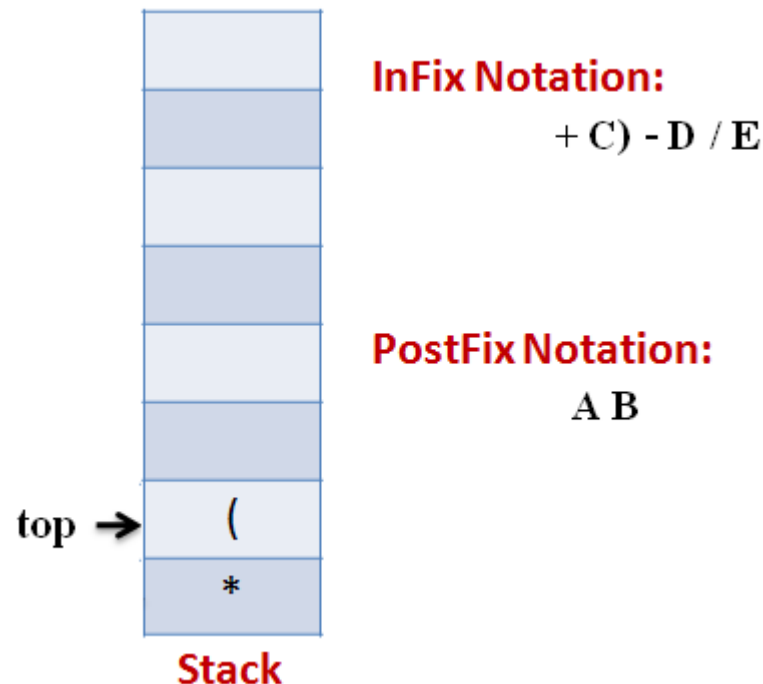 InFix Notation:
+ C) - D / E
PostFix Notation:
A B
top → (
*
Stack